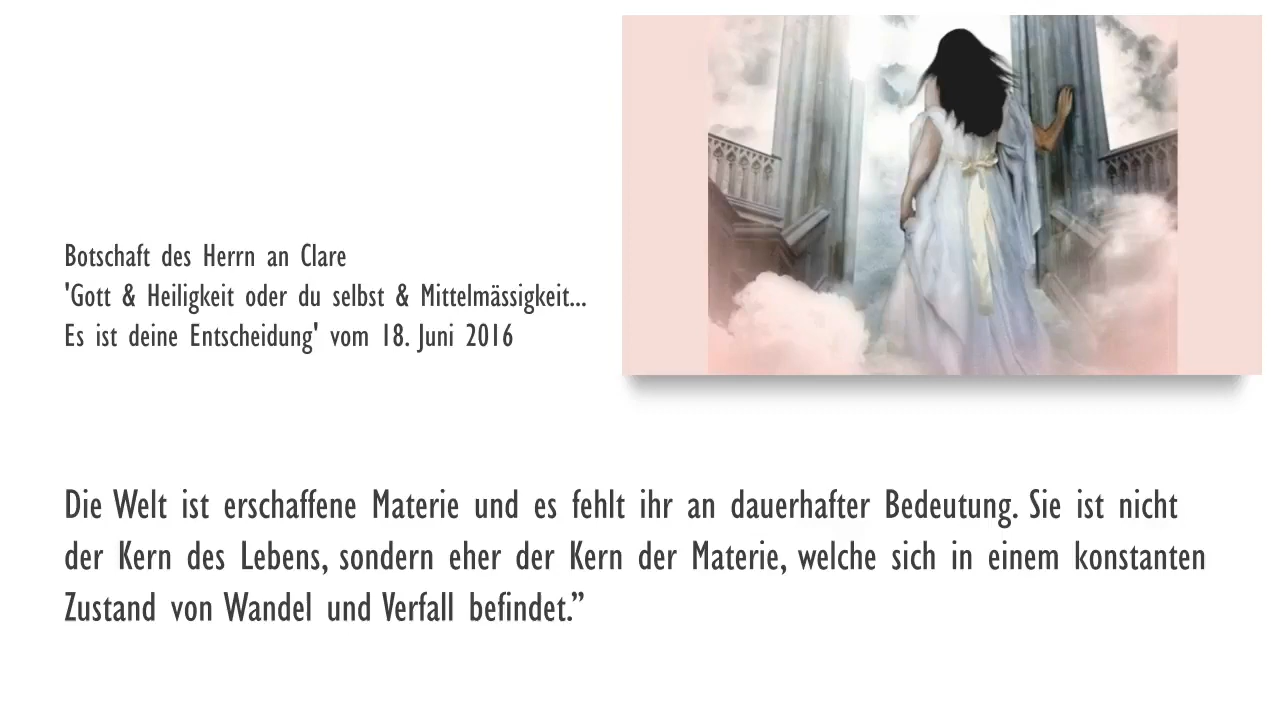 Botschaft des Herrn an Clare
'Gott & Heiligkeit oder du selbst & Mittelmässigkeit...
Es ist deine Entscheidung' vom 18. Juni 2016
Die Welt ist erschaffene Materie und es fehlt ihr an dauerhafter Bedeutung. Sie ist nicht
der Kern des Lebens, sondern eher der Kern der Materie, welche sich in einem konstanten
Zustand von Wandel und Verfall befindet.”